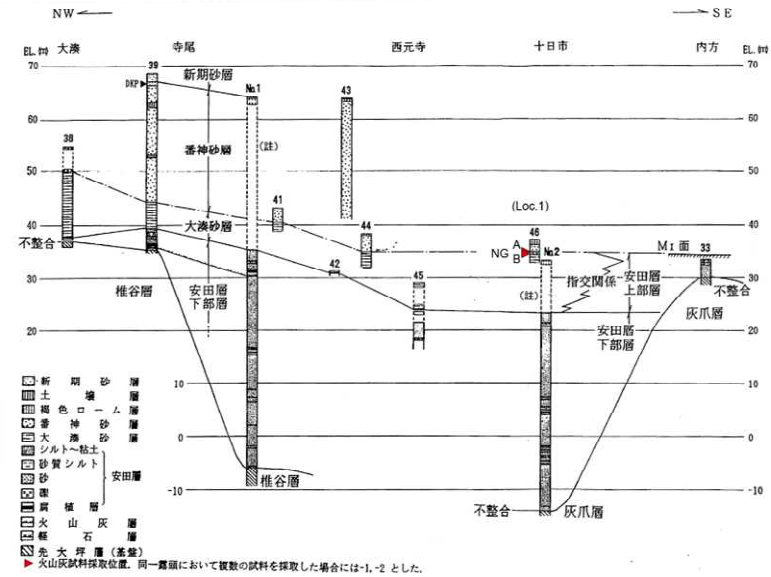 NW SE
大湊 寺尾 西元寺 十日市 内方
EL.(m) EL.(m)
70 70
60 60
50 50
40 40
30 30
20 20
10 10
0 0
-10 -10
39
DKP
新期砂層
No.1
43
38
番神砂層
(註)
41
(Loc.1)
大湊砂層
44
46
A
NG B
No.2
M1面
33
不整合
42
45
指交関係
安田層
上部層
椎谷層
安田層
下部層
(註)
不整合
灰爪層
安田層
下部層
椎谷層
不整合
灰爪層
新期砂層
土壌層
褐色ローム層
番神砂層
大湊砂層
シルト~粘土
砂質シルト
砂
礫
腐植層
安田層
火山灰層
軽石層
先大坪層(基盤)
火山灰試料採取位置. 同一露頭において複数の試料を採取した場合には-1,-2とした.